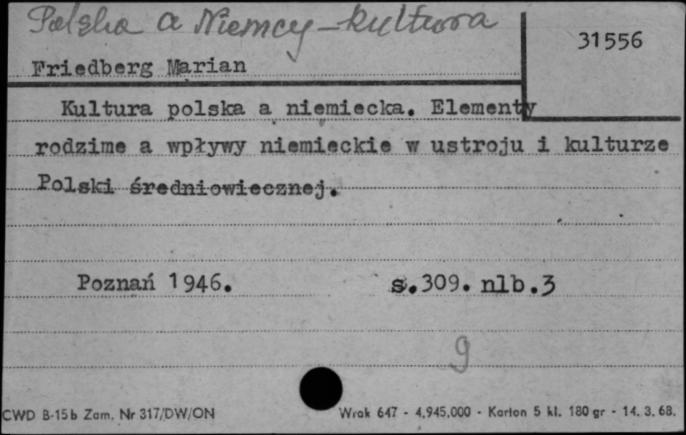 Polska a Niemcy - kultura
31556
Friedberg Marian
Kultura polska a niemiecka. Elementy
rodzime a wpływy niemieckie w ustroju i kulturze
Polski średniowiecznej.
Poznań 1946. s.309. nlb.3
9
CWD B-15b Zam. Nr 317/DW/ON Wrak 647 - 4.945.000 - Karton 5 kl. 180 gr - 14. 3. 68.